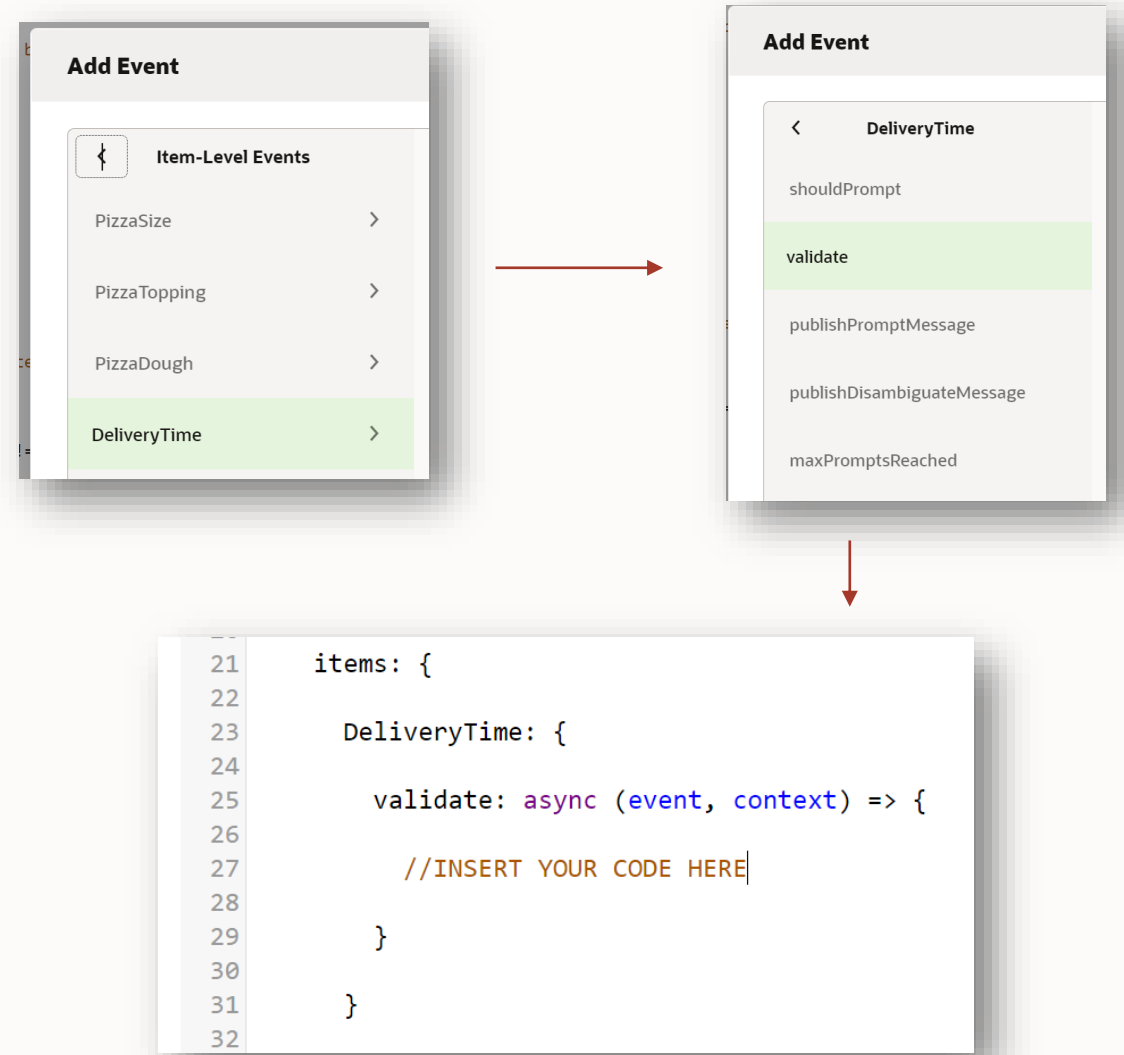 Add Event
Item-Level Events
PizzaSize
PizzaTopping
PizzaDough
DeliveryTime
Add Event
DeliveryTime
shouldPrompt
validate
publishPromptMessage
publishDisambiguateMessage
maxPromptsReached
21 items: {
22
23 DeliveryTime: {
24
25 validate: async (event, context) => {
26
27 //INSERT YOUR CODE HERE
28
29 }
30
31 }
32